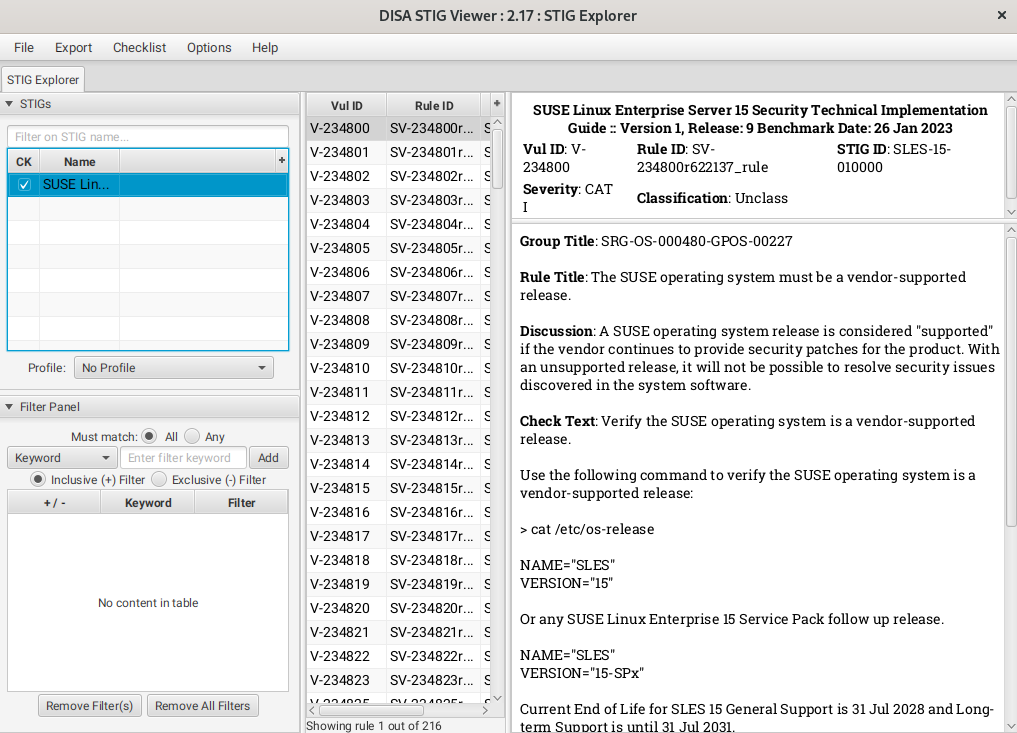 DISA STIG Viewer : 2.17 : STIG Explorer
File Export Checklist Options Help
STIG Explorer
STIGs
Filter on STIG name...
CK Name +
SUSE Lin...
Profile: No Profile
Filter Panel
Must match: All Any
Keyword Enter filter keyword Add
Inclusive (+) Filter Exclusive (-) Filter
+ / - Keyword Filter
No content in table
Remove Filter(s) Remove All Filters
Vul ID Rule ID +
V-234800 SV-234800r... S
V-234801 SV-234801r... S
V-234802 SV-234802r... S
V-234803 SV-234803r... S
V-234804 SV-234804r... S
V-234805 SV-234805r... S
V-234806 SV-234806r... S
V-234807 SV-234807r... S
V-234808 SV-234808r... S
V-234809 SV-234809r... S
V-234810 SV-234810r... S
V-234811 SV-234811r... S
V-234812 SV-234812r... S
V-234813 SV-234813r... S
V-234814 SV-234814r... S
V-234815 SV-234815r... S
V-234816 SV-234816r... S
V-234817 SV-234817r... S
V-234818 SV-234818r... S
V-234819 SV-234819r... S
V-234820 SV-234820r... S
V-234821 SV-234821r... S
V-234822 SV-234822r... S
V-234823 SV-234823r... S
Showing rule 1 out of 216
SUSE Linux Enterprise Server 15 Security Technical Implementation
Guide :: Version 1, Release: 9 Benchmark Date: 26 Jan 2023
Vul ID: V- Rule ID: SV- STIG ID: SLES-15-
234800 234800r622137_rule 010000
Severity: CAT
I Classification: Unclass
Group Title: SRG-OS-000480-GPOS-00227
Rule Title: The SUSE operating system must be a vendor-supported
release.
Discussion: A SUSE operating system release is considered "supported"
if the vendor continues to provide security patches for the product. With
an unsupported release, it will not be possible to resolve security issues
discovered in the system software.
Check Text: Verify the SUSE operating system is a vendor-supported
release.
Use the following command to verify the SUSE operating system is a
vendor-supported release:
> cat /etc/os-release
NAME="SLES"
VERSION="15"
Or any SUSE Linux Enterprise 15 Service Pack follow up release.
NAME="SLES"
VERSION="15-SPx"
Current End of Life for SLES 15 General Support is 31 Jul 2028 and Long-
term Support is until 31 Jul 2031.